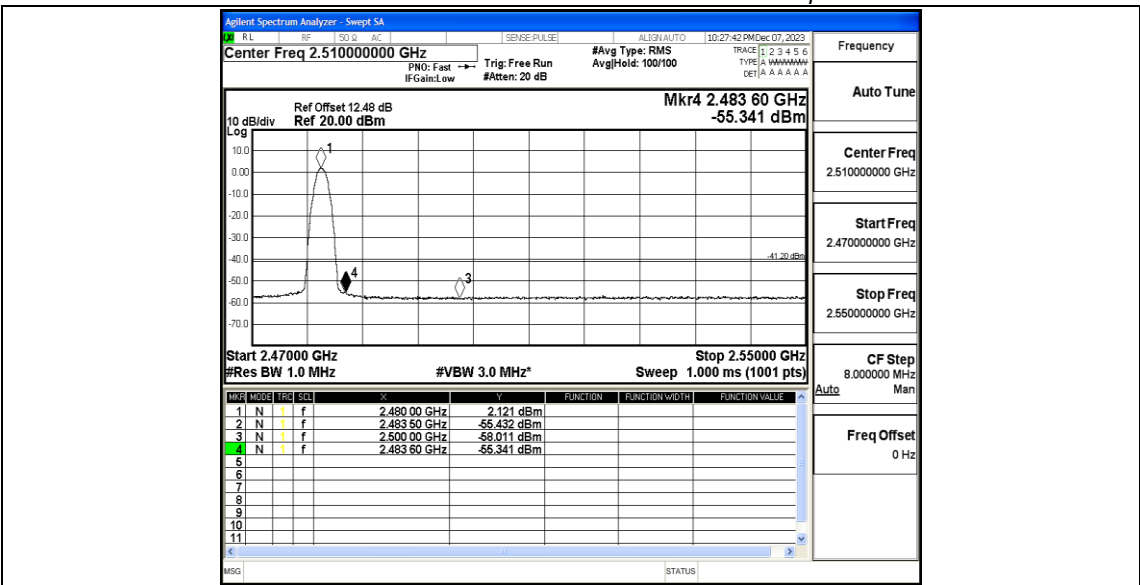 Agilent Spectrum Analyzer - Swept SA
RL RF 50 Ω AC SENSE:PULSE ALIGN AUTO 10:27:42 PM Dec 07, 2023
Center Freq 2.510000000 GHz #Avg Type: RMS TRACE 1 2 3 4 5 6
PNO: Fast Trig: Free Run Avg|Hold: 100/100 TYPE A WWWWW
IFGain:Low #Atten: 20 dB DET A A A A A A
Frequency
Auto Tune
Mkr4 2.483 60 GHz
-55.341 dBm
Ref Offset 12.48 dB
10 dB/div Ref 20.00 dBm
Log
10.0
0.00
-10.0
-20.0
-30.0
-40.0
-50.0
-60.0
-70.0
1
4
3
-41.20 dBm
Start 2.47000 GHz Stop 2.55000 GHz
#Res BW 1.0 MHz #VBW 3.0 MHz* Sweep 1.000 ms (1001 pts)
MKR MODE TRC SCL X Y FUNCTION FUNCTION WIDTH FUNCTION VALUE
1 N 1 f 2.480 00 GHz 2.121 dBm
2 N 1 f 2.483 50 GHz -55.432 dBm
3 N 1 f 2.500 00 GHz -58.011 dBm
4 N 1 f 2.483 60 GHz -55.341 dBm
5
6
7
8
9
10
11
Center Freq
2.510000000 GHz
Start Freq
2.470000000 GHz
Stop Freq
2.550000000 GHz
CF Step
8.000000 MHz
Auto Man
Freq Offset
0 Hz
MSG STATUS